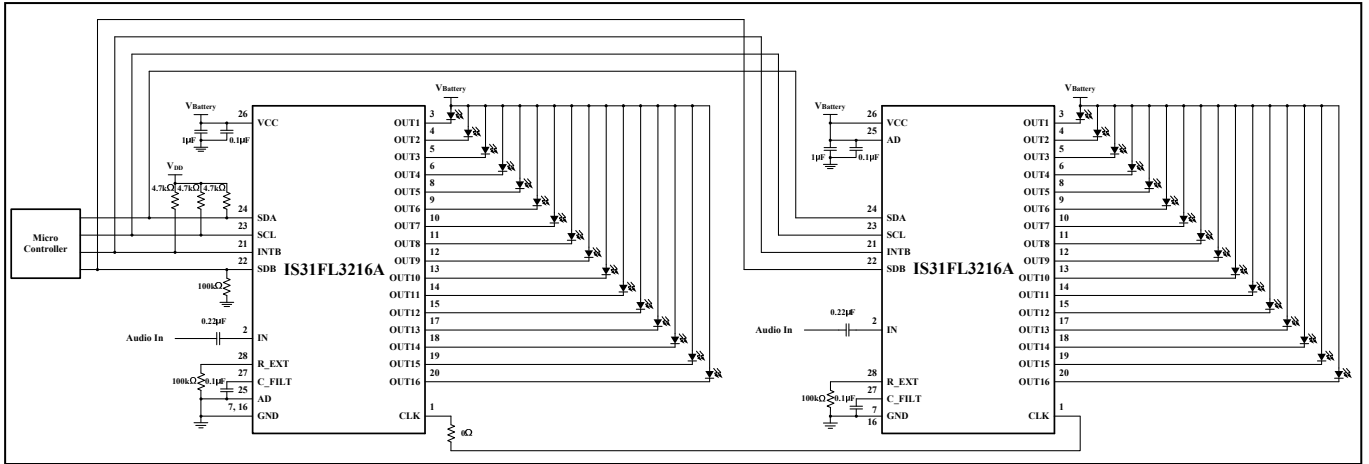 VBattery
26
VCC
1μF
0.1μF
VDD
4.7kΩ
4.7kΩ
4.7kΩ
Micro
Controller
24
SDA
23
SCL
21
INTB
22
SDB
100kΩ
IS31FL3216A
0.22μF
Audio In
2
IN
28
R_EXT
100kΩ
0.1μF
27
C_FILT
25
AD
7, 16
GND
VBattery
OUT1
3
OUT2
4
OUT3
5
OUT4
6
OUT5
8
OUT6
9
OUT7
10
OUT8
11
OUT9
12
OUT10
13
OUT11
14
OUT12
15
OUT13
17
OUT14
18
OUT15
19
OUT16
20
CLK
1
0Ω
VBattery
26
VCC
25
AD
1μF
0.1μF
24
SDA
23
SCL
21
INTB
22
SDB
IS31FL3216A
0.22μF
Audio In
2
IN
28
R_EXT
100kΩ
0.1μF
27
C_FILT
7
GND
16
VBattery
OUT1
3
OUT2
4
OUT3
5
OUT4
6
OUT5
8
OUT6
9
OUT7
10
OUT8
11
OUT9
12
OUT10
13
OUT11
14
OUT12
15
OUT13
17
OUT14
18
OUT15
19
OUT16
20
CLK
1